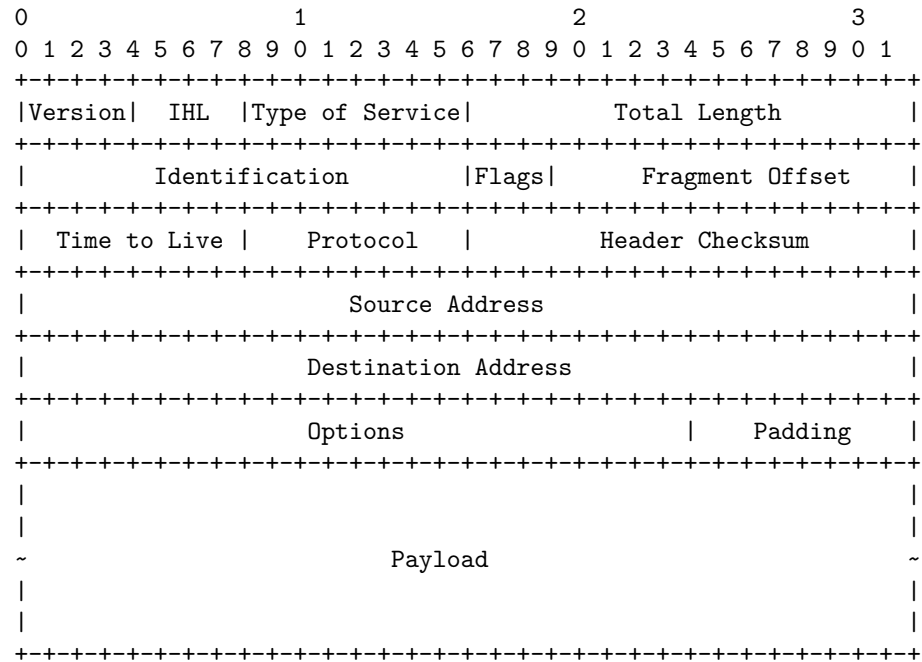 0                   1                   2                   3
0 1 2 3 4 5 6 7 8 9 0 1 2 3 4 5 6 7 8 9 0 1 2 3 4 5 6 7 8 9 0 1
+-+-+-+-+-+-+-+-+-+-+-+-+-+-+-+-+-+-+-+-+-+-+-+-+-+-+-+-+-+-+-+-+
|Version|  IHL  |Type of Service|          Total Length         |
+-+-+-+-+-+-+-+-+-+-+-+-+-+-+-+-+-+-+-+-+-+-+-+-+-+-+-+-+-+-+-+-+
|         Identification        |Flags|      Fragment Offset    |
+-+-+-+-+-+-+-+-+-+-+-+-+-+-+-+-+-+-+-+-+-+-+-+-+-+-+-+-+-+-+-+-+
|  Time to Live |    Protocol   |         Header Checksum       |
+-+-+-+-+-+-+-+-+-+-+-+-+-+-+-+-+-+-+-+-+-+-+-+-+-+-+-+-+-+-+-+-+
|                       Source Address                          |
+-+-+-+-+-+-+-+-+-+-+-+-+-+-+-+-+-+-+-+-+-+-+-+-+-+-+-+-+-+-+-+-+
|                    Destination Address                        |
+-+-+-+-+-+-+-+-+-+-+-+-+-+-+-+-+-+-+-+-+-+-+-+-+-+-+-+-+-+-+-+-+
|                    Options                    |    Padding    |
+-+-+-+-+-+-+-+-+-+-+-+-+-+-+-+-+-+-+-+-+-+-+-+-+-+-+-+-+-+-+-+-+
|                                                               |
|                                                               |
~                          Payload                              ~
|                                                               |
|                                                               |
+-+-+-+-+-+-+-+-+-+-+-+-+-+-+-+-+-+-+-+-+-+-+-+-+-+-+-+-+-+-+-+-+